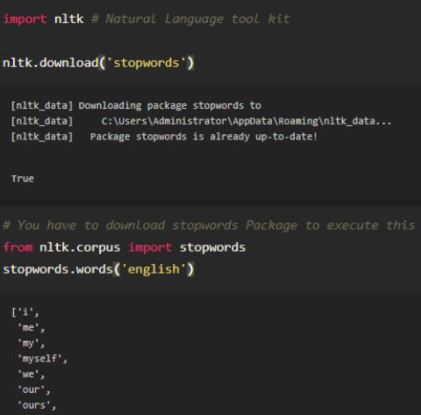 import nltk # Natural Language tool kit
nltk.download('stopwords')
[nltk_data] Downloading package stopwords to
[nltk_data]     C:\Users\Administrator\AppData\Roaming\nltk_data...
[nltk_data]   Package stopwords is already up-to-date!
True
# You have to download stopwords Package to execute this
from nltk.corpus import stopwords
stopwords.words('english')
['i',
 'me',
 'my',
 'myself',
 'we',
 'our',
 'ours',